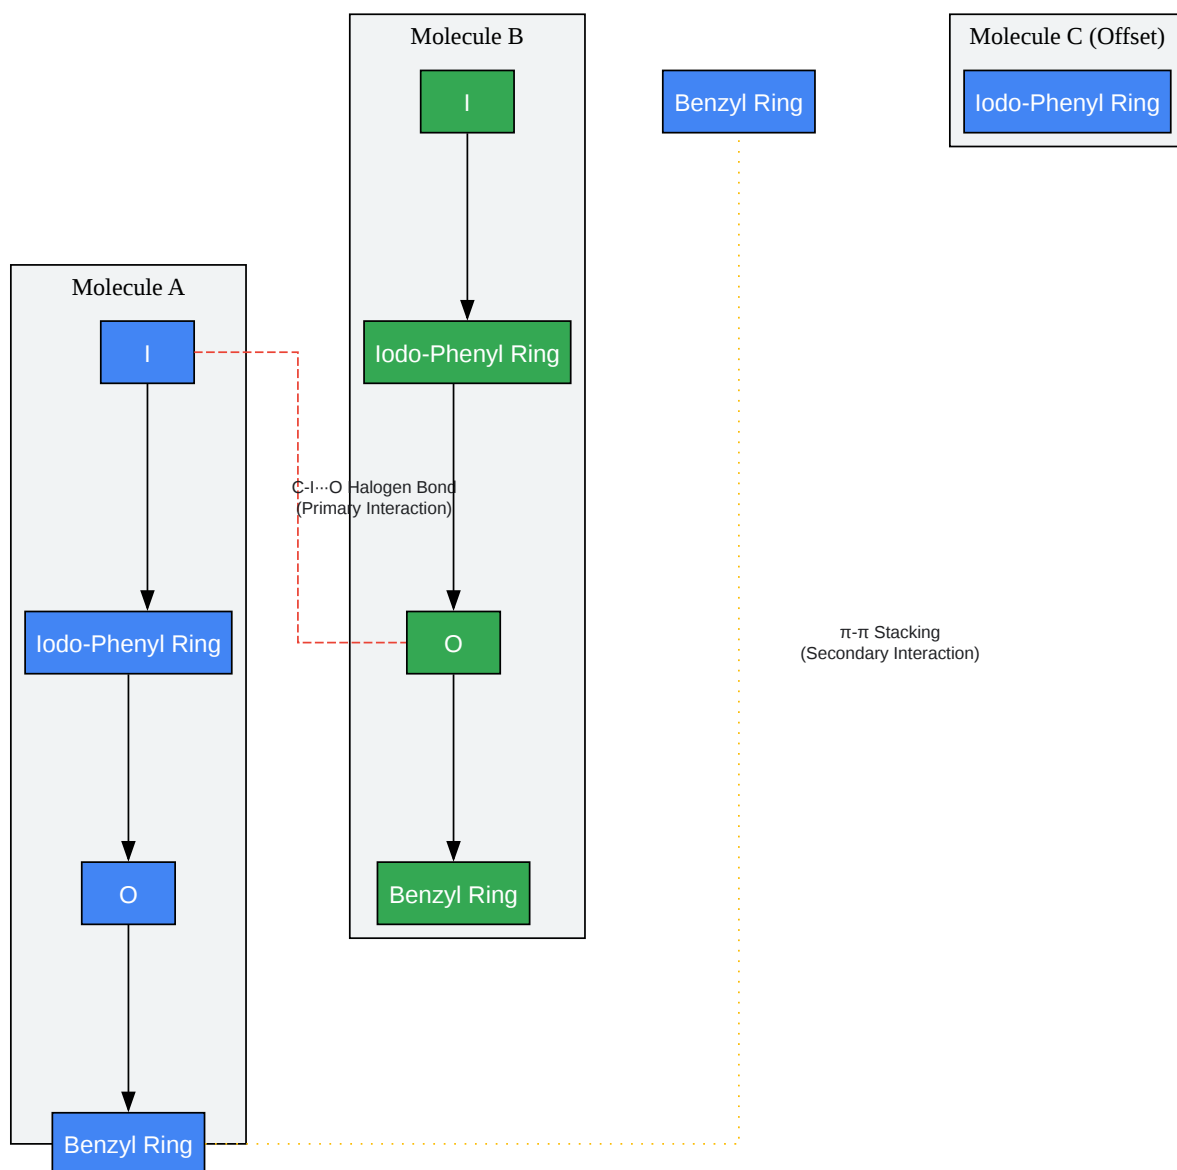 Molecule B
I
Iodo-Phenyl Ring
O
Benzyl Ring
Benzyl Ring
Molecule C (Offset)
Iodo-Phenyl Ring
Molecule A
I
Iodo-Phenyl Ring
O
Benzyl Ring
C-I···O Halogen Bond
(Primary Interaction)
π-π Stacking
(Secondary Interaction)